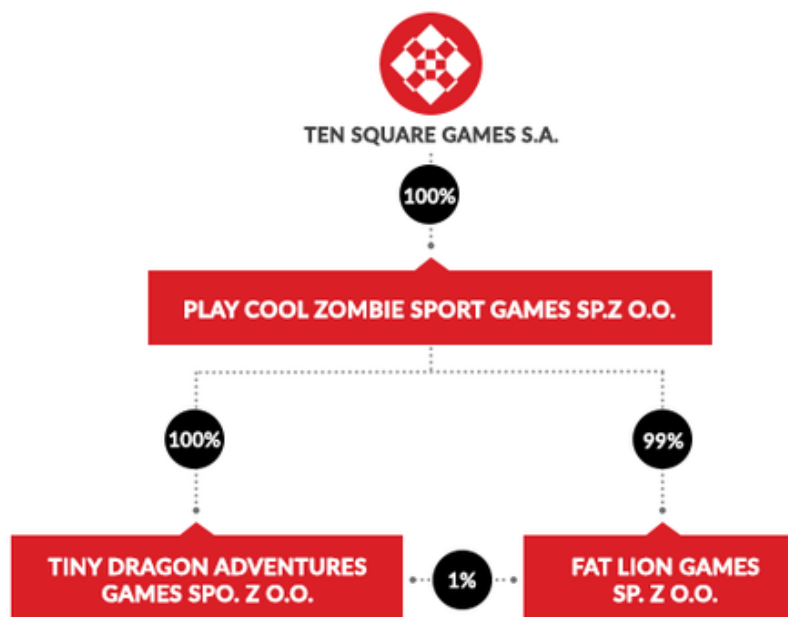 TEN SQUARE GAMES S.A.
100%
PLAY COOL ZOMBIE SPORT GAMES SP.Z O.O.
100%
99%
TINY DRAGON ADVENTURES
GAMES SPO. Z O.O.
1%
FAT LION GAMES
SP. Z O.O.